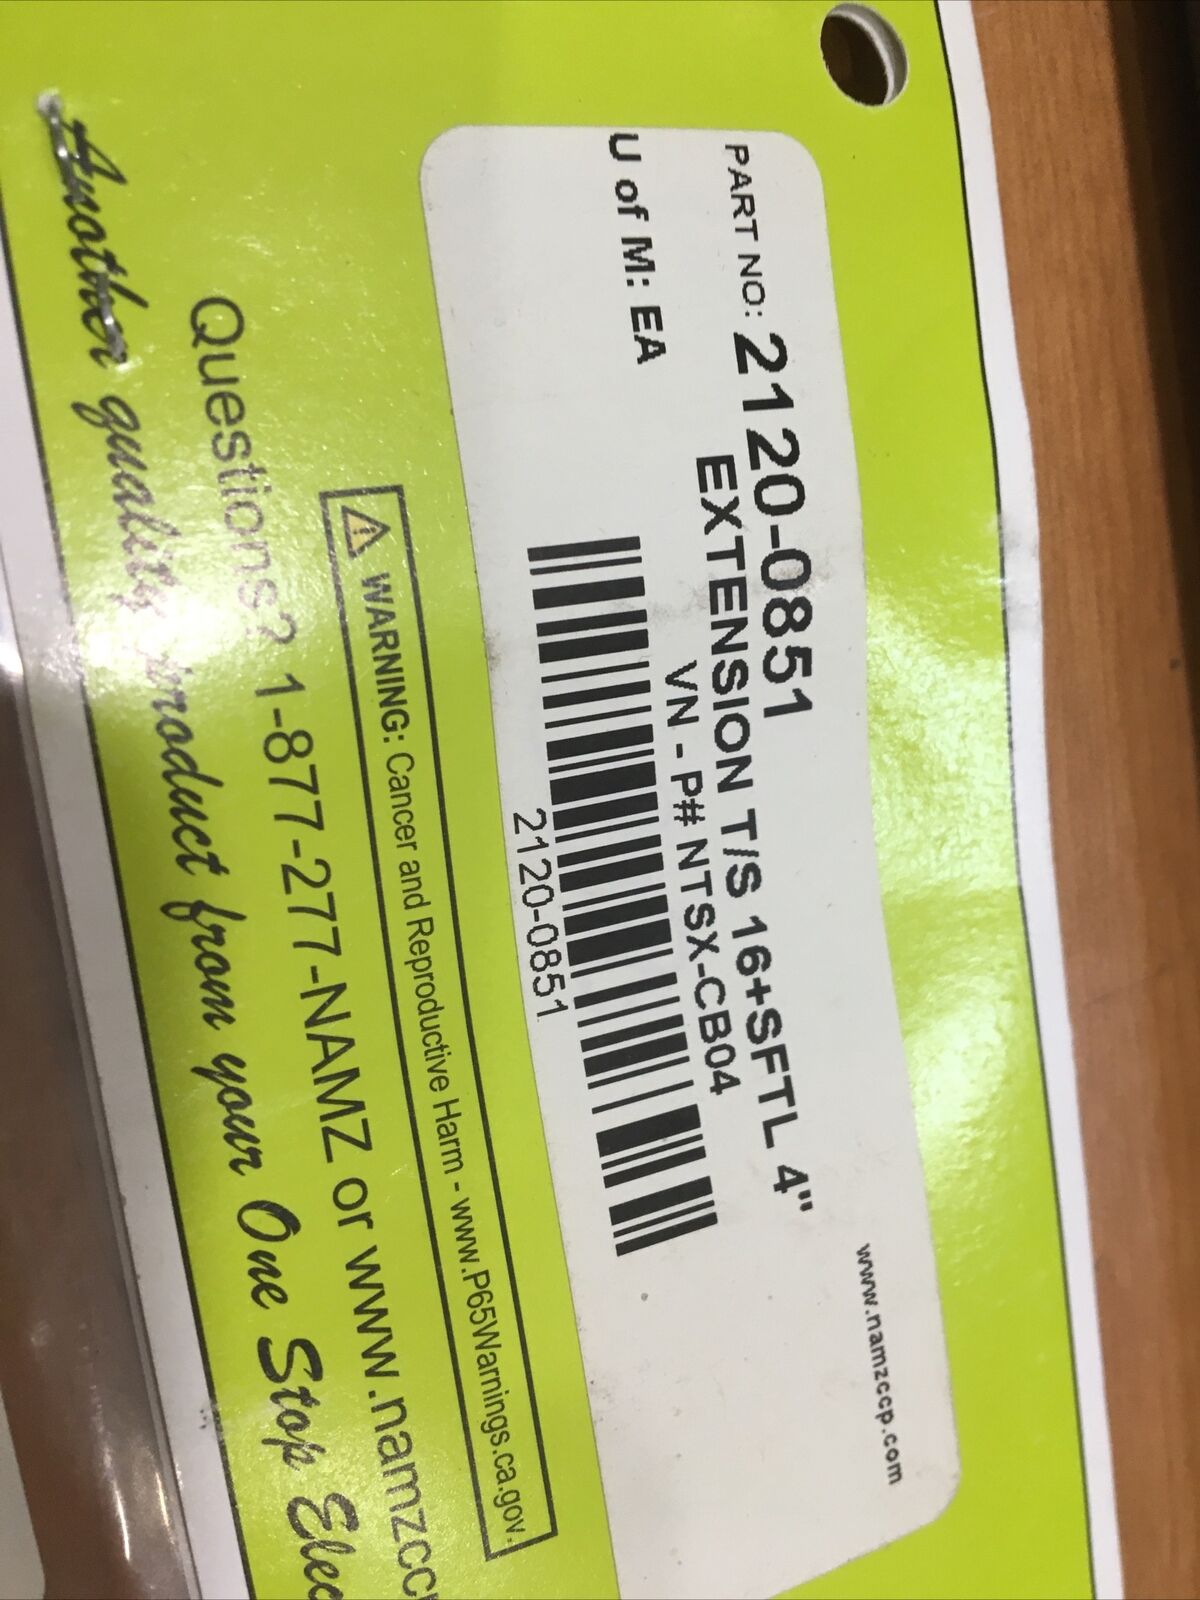 www.namzccp.com
PART NO: 2120-0851
EXTENSION T/S 16+SFTL 4"
VN - P# NTSX-CB04
U of M: EA
2120-0851
⚠ WARNING: Cancer and Reproductive Harm - www.P65Warnings.ca.gov.
Questions? 1-877-277-NAMZ or www.namzcc
Another quality product from your One Stop Elec